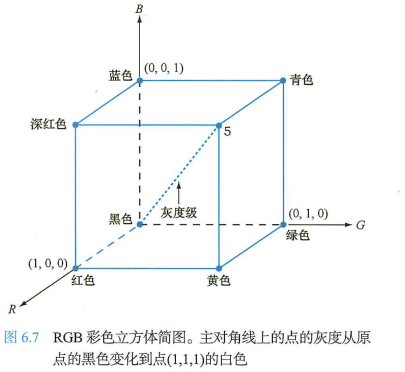 B
蓝色
(0, 0, 1)
青色
深红色
5
黑色
灰度级
(0, 1, 0)
G
绿色
(1, 0, 0)
红色
黄色
R
图 6.7 RGB 彩色立方体简图。主对角线上的点的灰度从原
点的黑色变化到点(1,1,1)的白色